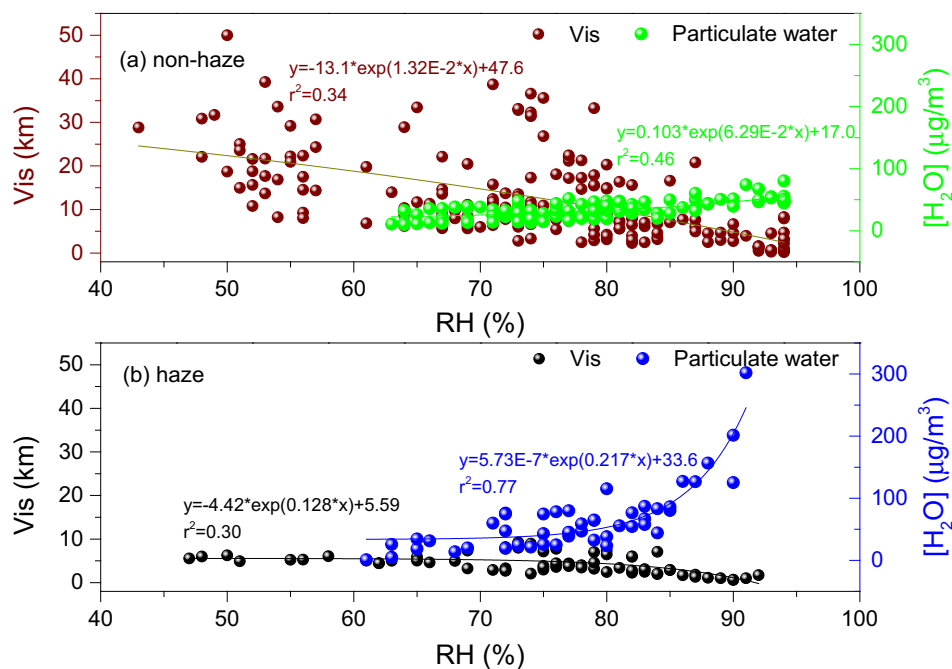 50
40
30
20
10
0
Vis (km)
(a) non-haze
Vis
Particulate water
y=-13.1*exp(1.32E-2*x)+47.6
r²=0.34
y=0.103*exp(6.29E-2*x)+17.0
r²=0.46
300
200
100
0
[H₂O] (μg/m³)
40 50 60 70 80 90 100
RH (%)
50
40
30
20
10
0
Vis (km)
(b) haze
Vis
Particulate water
y=5.73E-7*exp(0.217*x)+33.6
r²=0.77
y=-4.42*exp(0.128*x)+5.59
r²=0.30
300
200
100
0
[H₂O] (μg/m³)
40 50 60 70 80 90 100
RH (%)